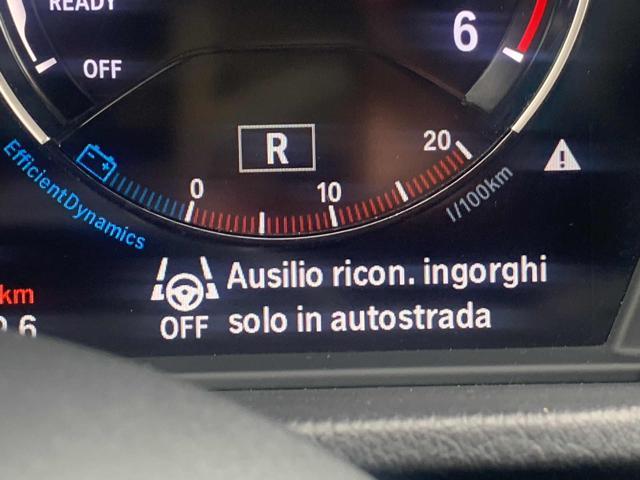 READY
OFF
6
R
0
10
20
l/100km
EfficientDynamics
km
Ausilio ricon. ingorghi
OFF
solo in autostrada